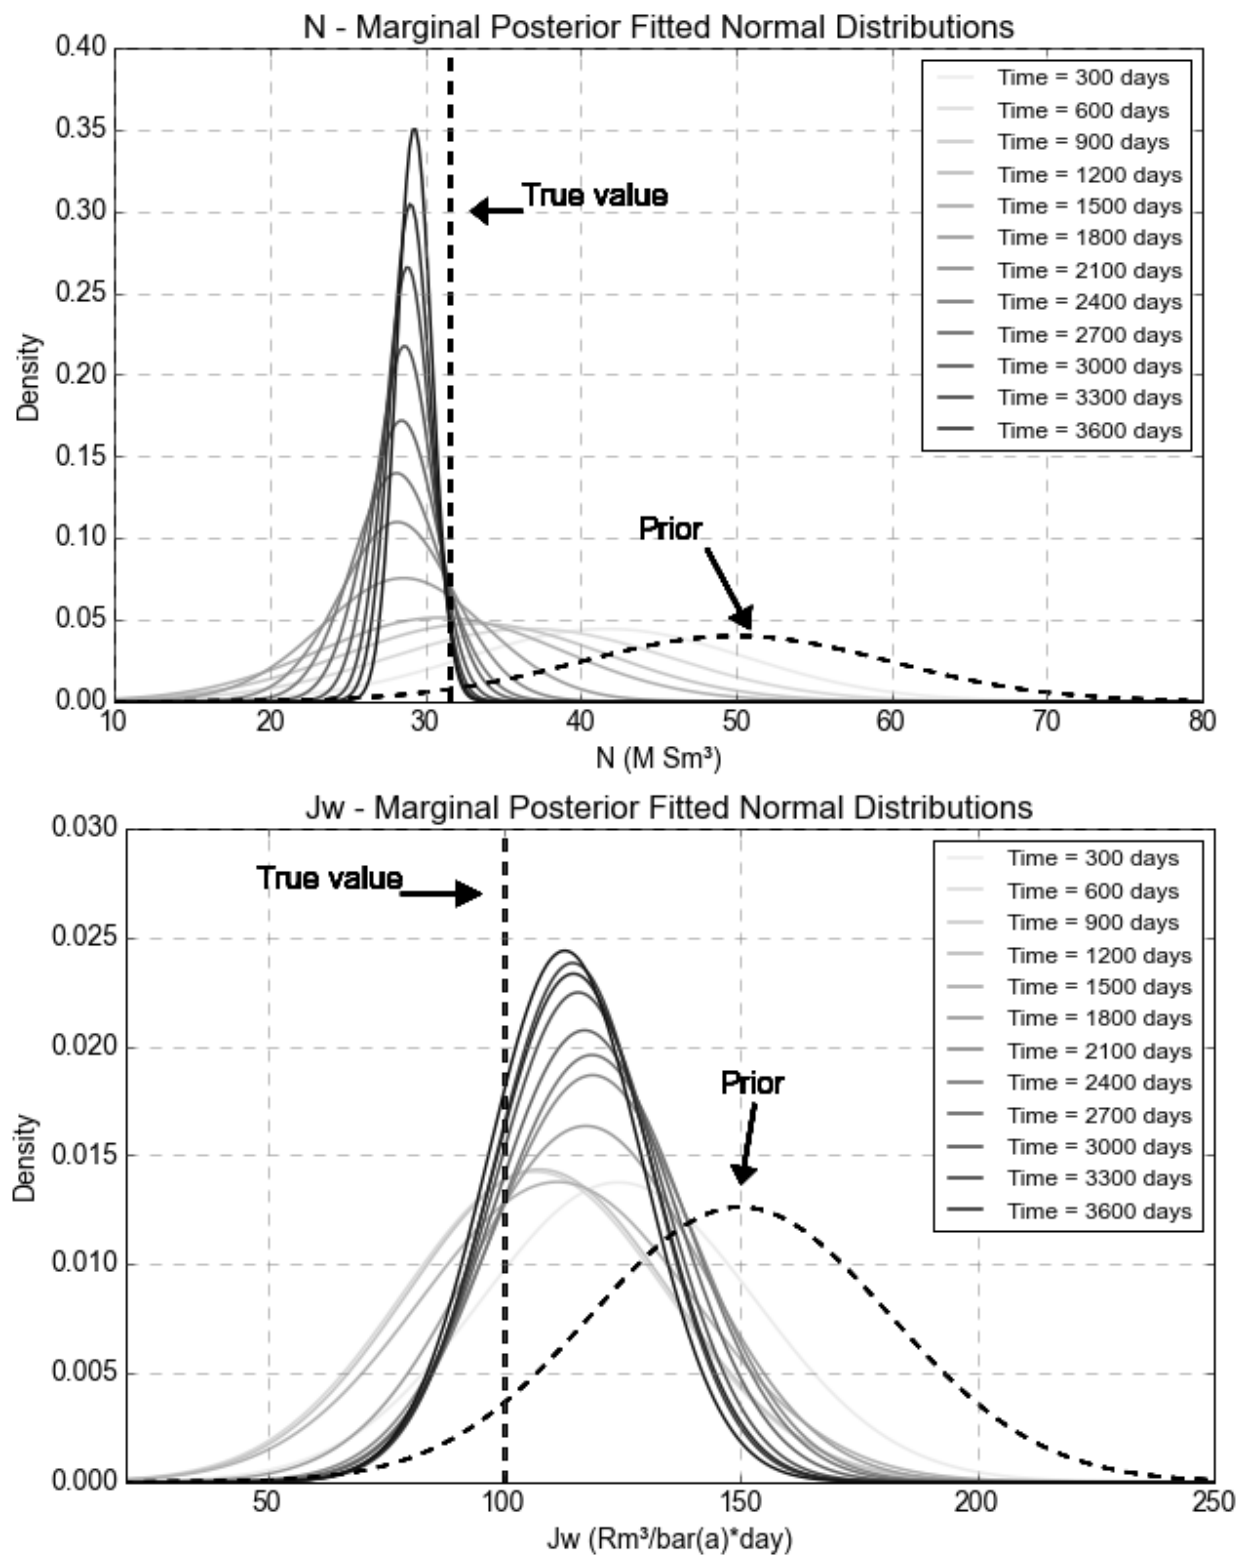 N - Marginal Posterior Fitted Normal Distributions
0.40
0.35
0.30
0.25
0.20
0.15
0.10
0.05
0.00
Density
10 20 30 40 50 60 70 80
N (M Sm³)
True value
Prior
Time = 300 days
Time = 600 days
Time = 900 days
Time = 1200 days
Time = 1500 days
Time = 1800 days
Time = 2100 days
Time = 2400 days
Time = 2700 days
Time = 3000 days
Time = 3300 days
Time = 3600 days
Jw - Marginal Posterior Fitted Normal Distributions
0.030
0.025
0.020
0.015
0.010
0.005
0.000
Density
50 100 150 200 250
Jw (Rm³/bar(a)*day)
True value
Prior
Time = 300 days
Time = 600 days
Time = 900 days
Time = 1200 days
Time = 1500 days
Time = 1800 days
Time = 2100 days
Time = 2400 days
Time = 2700 days
Time = 3000 days
Time = 3300 days
Time = 3600 days